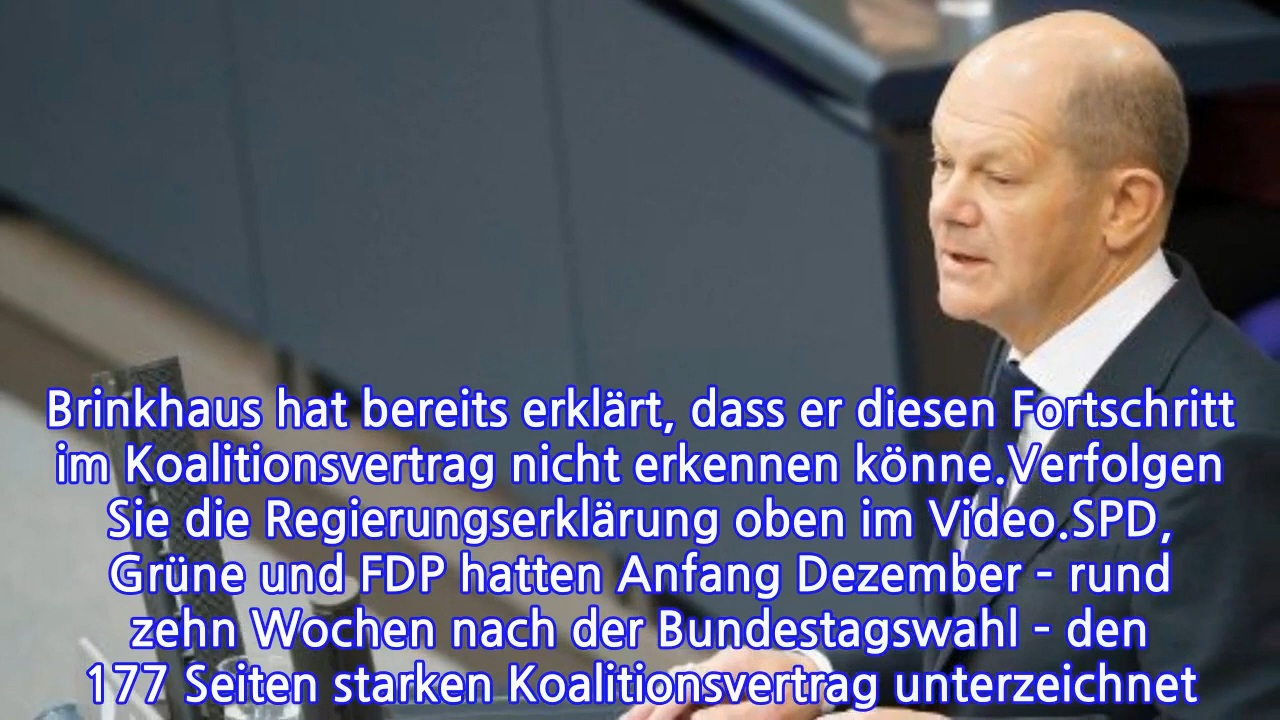 Brinkhaus hat bereits erklärt, dass er diesen Fortschritt
im Koalitionsvertrag nicht erkennen könne.Verfolgen
Sie die Regierungserklärung oben im Video.SPD,
Grüne und FDP hatten Anfang Dezember - rund
zehn Wochen nach der Bundestagswahl - den
177 Seiten starken Koalitionsvertrag unterzeichnet